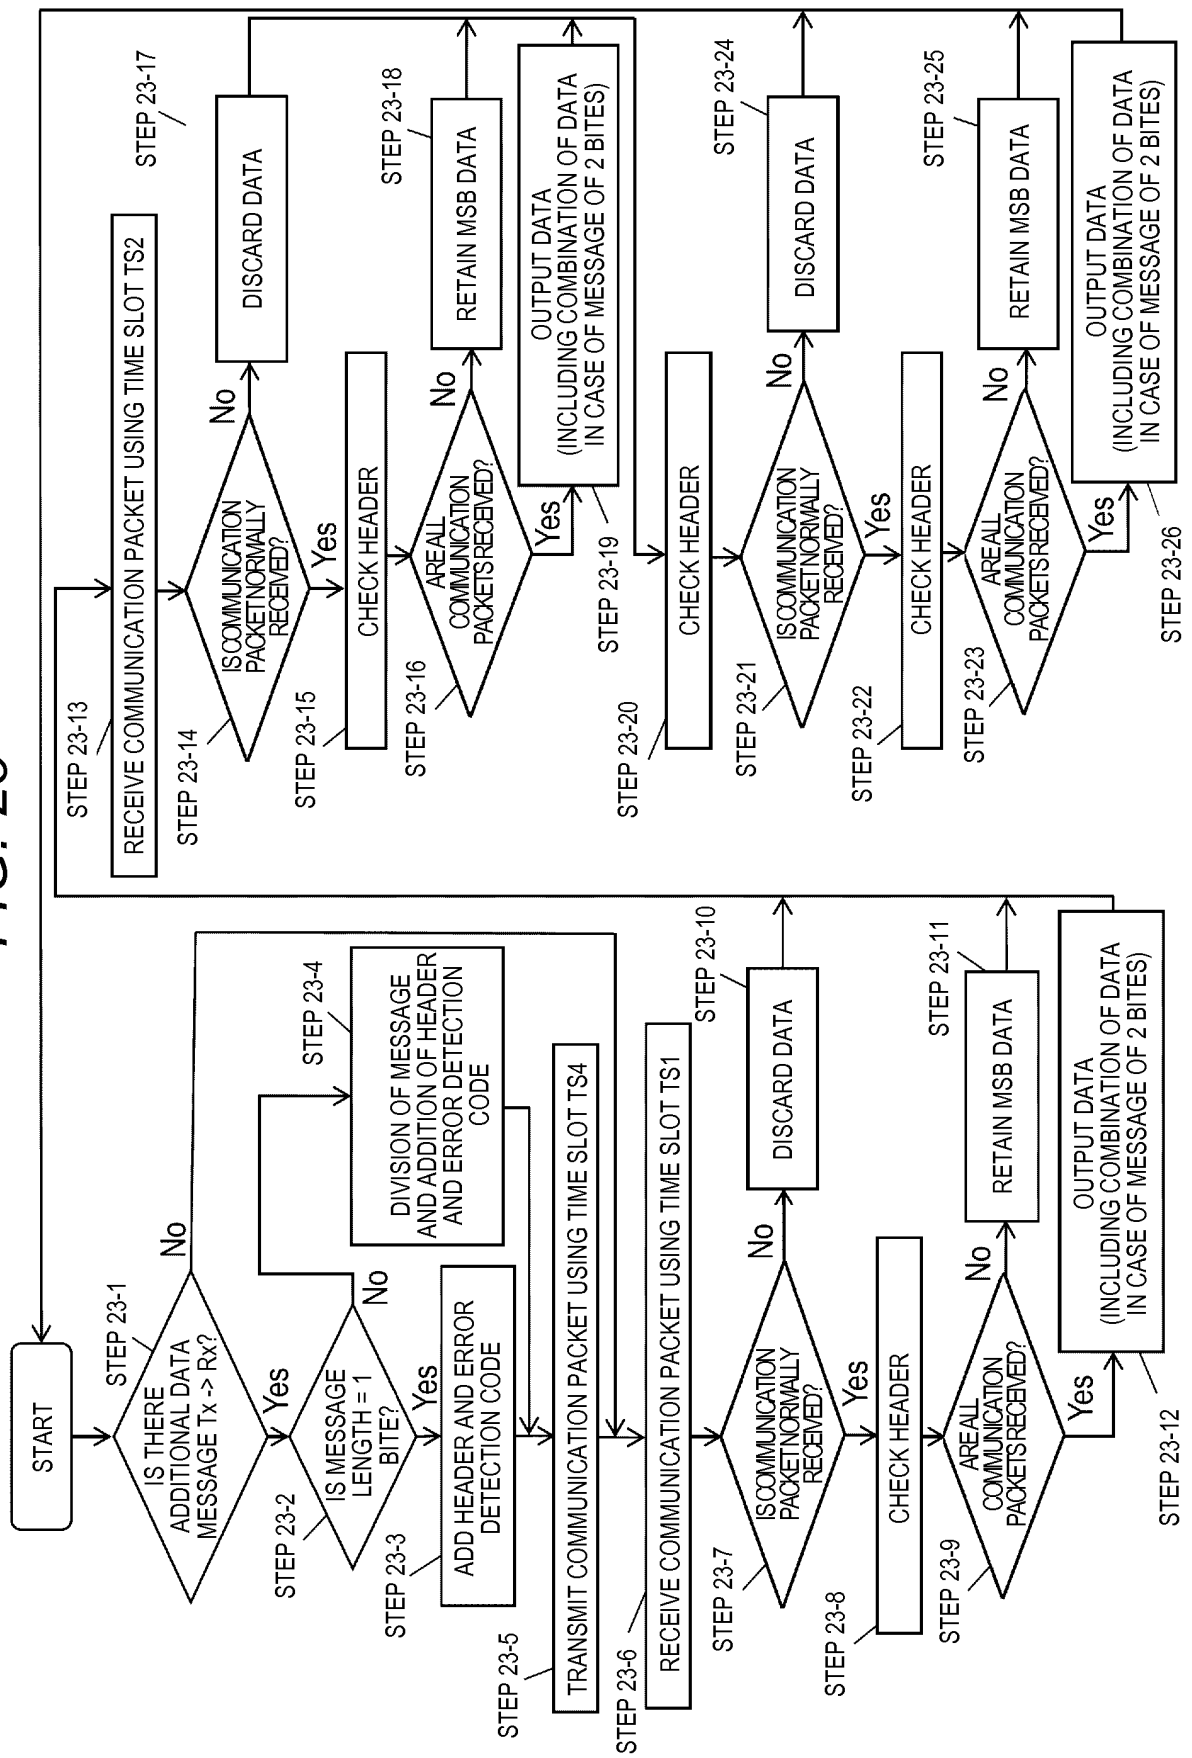 START
STEP 23-1
IS THERE
ADDITIONAL DATA
MESSAGE Tx -> Rx?
No
Yes
STEP 23-2
IS MESSAGE
LENGTH = 1
BITE?
No
Yes
STEP 23-3
ADD HEADER AND ERROR
DETECTION CODE
STEP 23-4
DIVISION OF MESSAGE
AND ADDITION OF HEADER
AND ERROR DETECTION
CODE
STEP 23-5
TRANSMIT COMMUNICATION PACKET USING TIME SLOT TS4
STEP 23-6
RECEIVE COMMUNICATION PACKET USING TIME SLOT TS1
STEP 23-7
IS COMMUNICATION
PACKET NORMALLY
RECEIVED?
No
Yes
STEP 23-10
DISCARD DATA
STEP 23-8
CHECK HEADER
STEP 23-9
ARE ALL
COMMUNICATION
PACKETS RECEIVED?
No
Yes
STEP 23-11
RETAIN MSB DATA
OUTPUT DATA
(INCLUDING COMBINATION OF DATA
IN CASE OF MESSAGE OF 2 BITES)
STEP 23-12
STEP 23-13
RECEIVE COMMUNICATION PACKET USING TIME SLOT TS2
STEP 23-14
IS COMMUNICATION
PACKET NORMALLY
RECEIVED?
No
Yes
STEP 23-17
DISCARD DATA
STEP 23-15
CHECK HEADER
STEP 23-16
ARE ALL
COMMUNICATION
PACKETS RECEIVED?
No
Yes
STEP 23-18
RETAIN MSB DATA
OUTPUT DATA
(INCLUDING COMBINATION OF DATA
IN CASE OF MESSAGE OF 2 BITES)
STEP 23-19
STEP 23-20
CHECK HEADER
STEP 23-21
IS COMMUNICATION
PACKET NORMALLY
RECEIVED?
No
Yes
STEP 23-24
DISCARD DATA
STEP 23-22
CHECK HEADER
STEP 23-23
ARE ALL
COMMUNICATION
PACKETS RECEIVED?
No
Yes
STEP 23-25
RETAIN MSB DATA
OUTPUT DATA
(INCLUDING COMBINATION OF DATA
IN CASE OF MESSAGE OF 2 BITES)
STEP 23-26